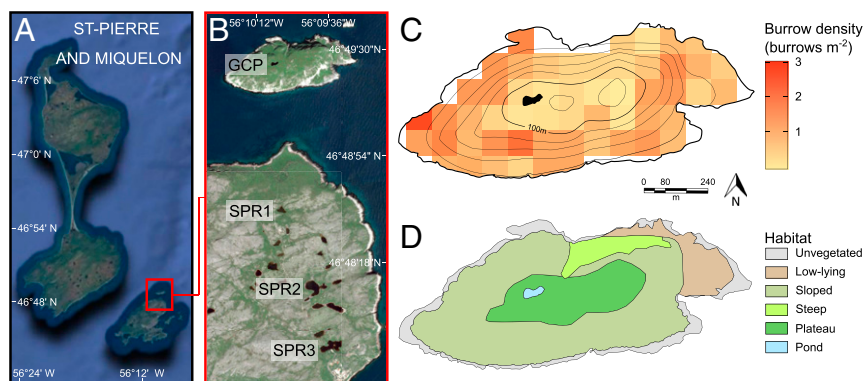 A
ST-PIERRE
AND MIQUELON
47°6' N
47°0' N
46°54' N
46°48' N
56°24' W
56°12' W
B
56°10'12"W
56°09'36"W
46°49'30"N
GCP
46°48'54" N
SPR1
46°48'18"N
SPR2
SPR3
C
100m
0 80 240
m
N
Burrow density
(burrows m-2)
3
2
1
D
Habitat
Unvegetated
Low-lying
Sloped
Steep
Plateau
Pond